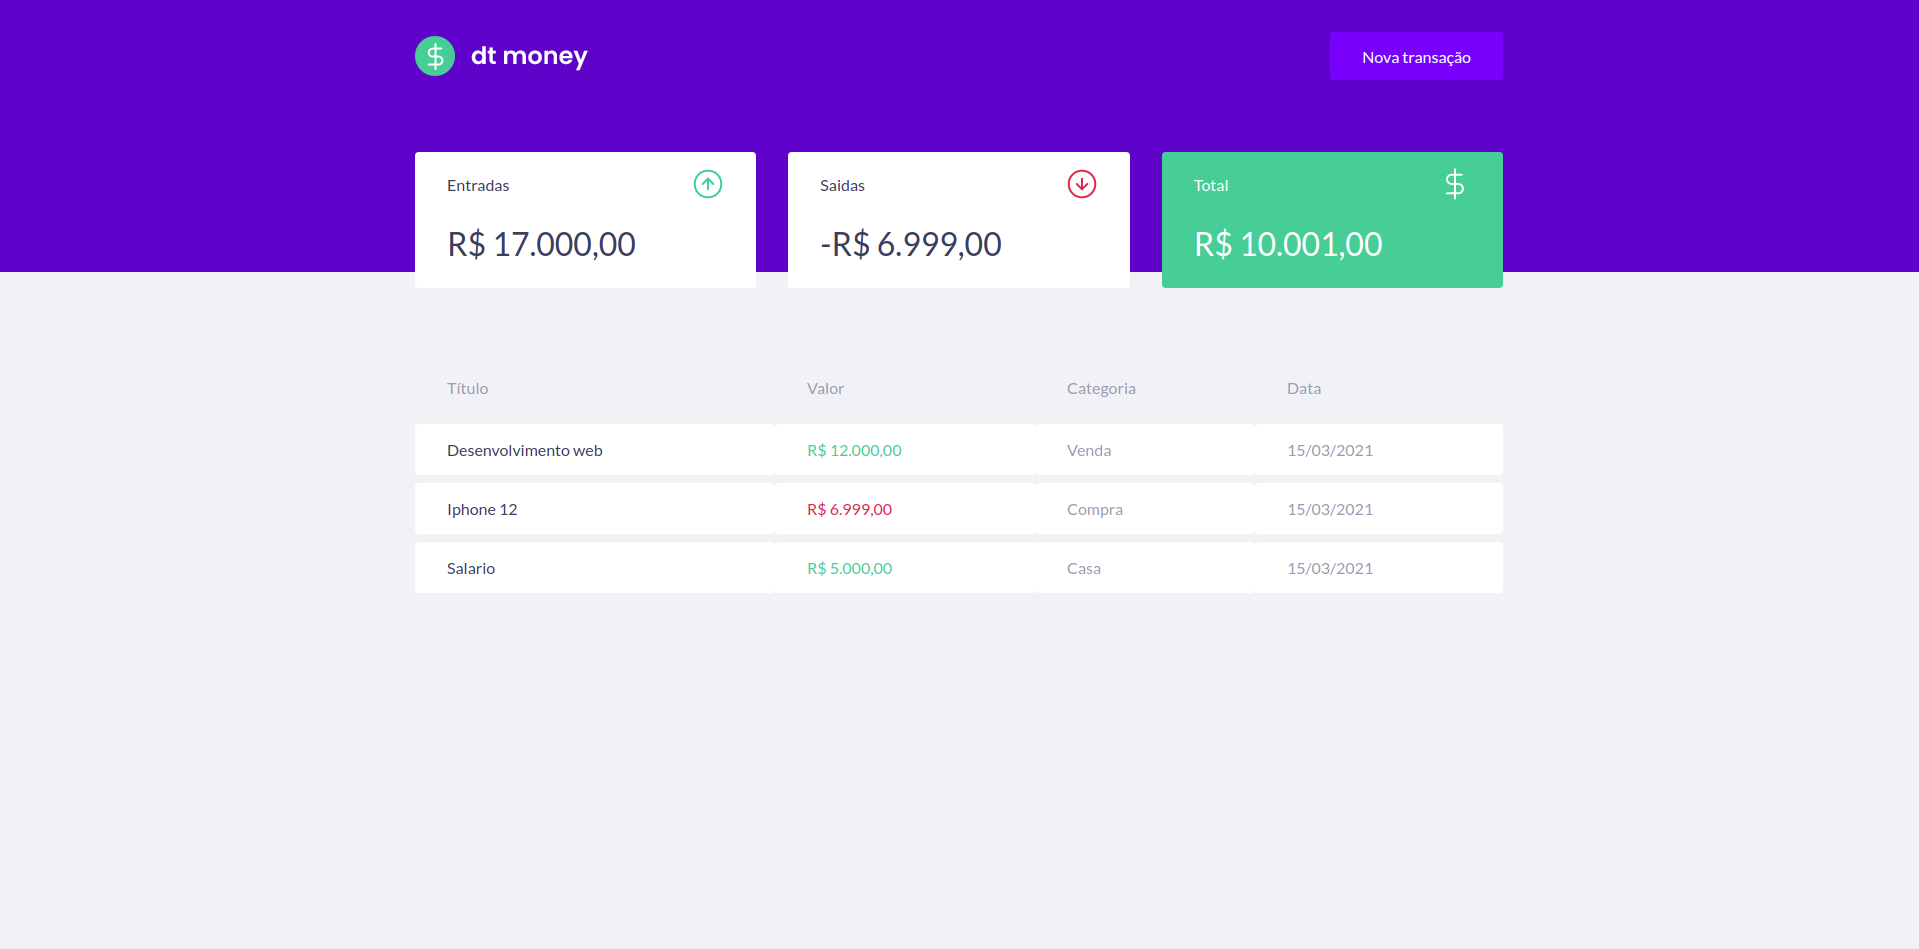 dt money
Nova transação
Entradas
R$ 17.000,00
Saidas
-R$ 6.999,00
Total
R$ 10.001,00
Título Valor Categoria Data
Desenvolvimento web R$ 12.000,00 Venda 15/03/2021
Iphone 12 R$ 6.999,00 Compra 15/03/2021
Salario R$ 5.000,00 Casa 15/03/2021